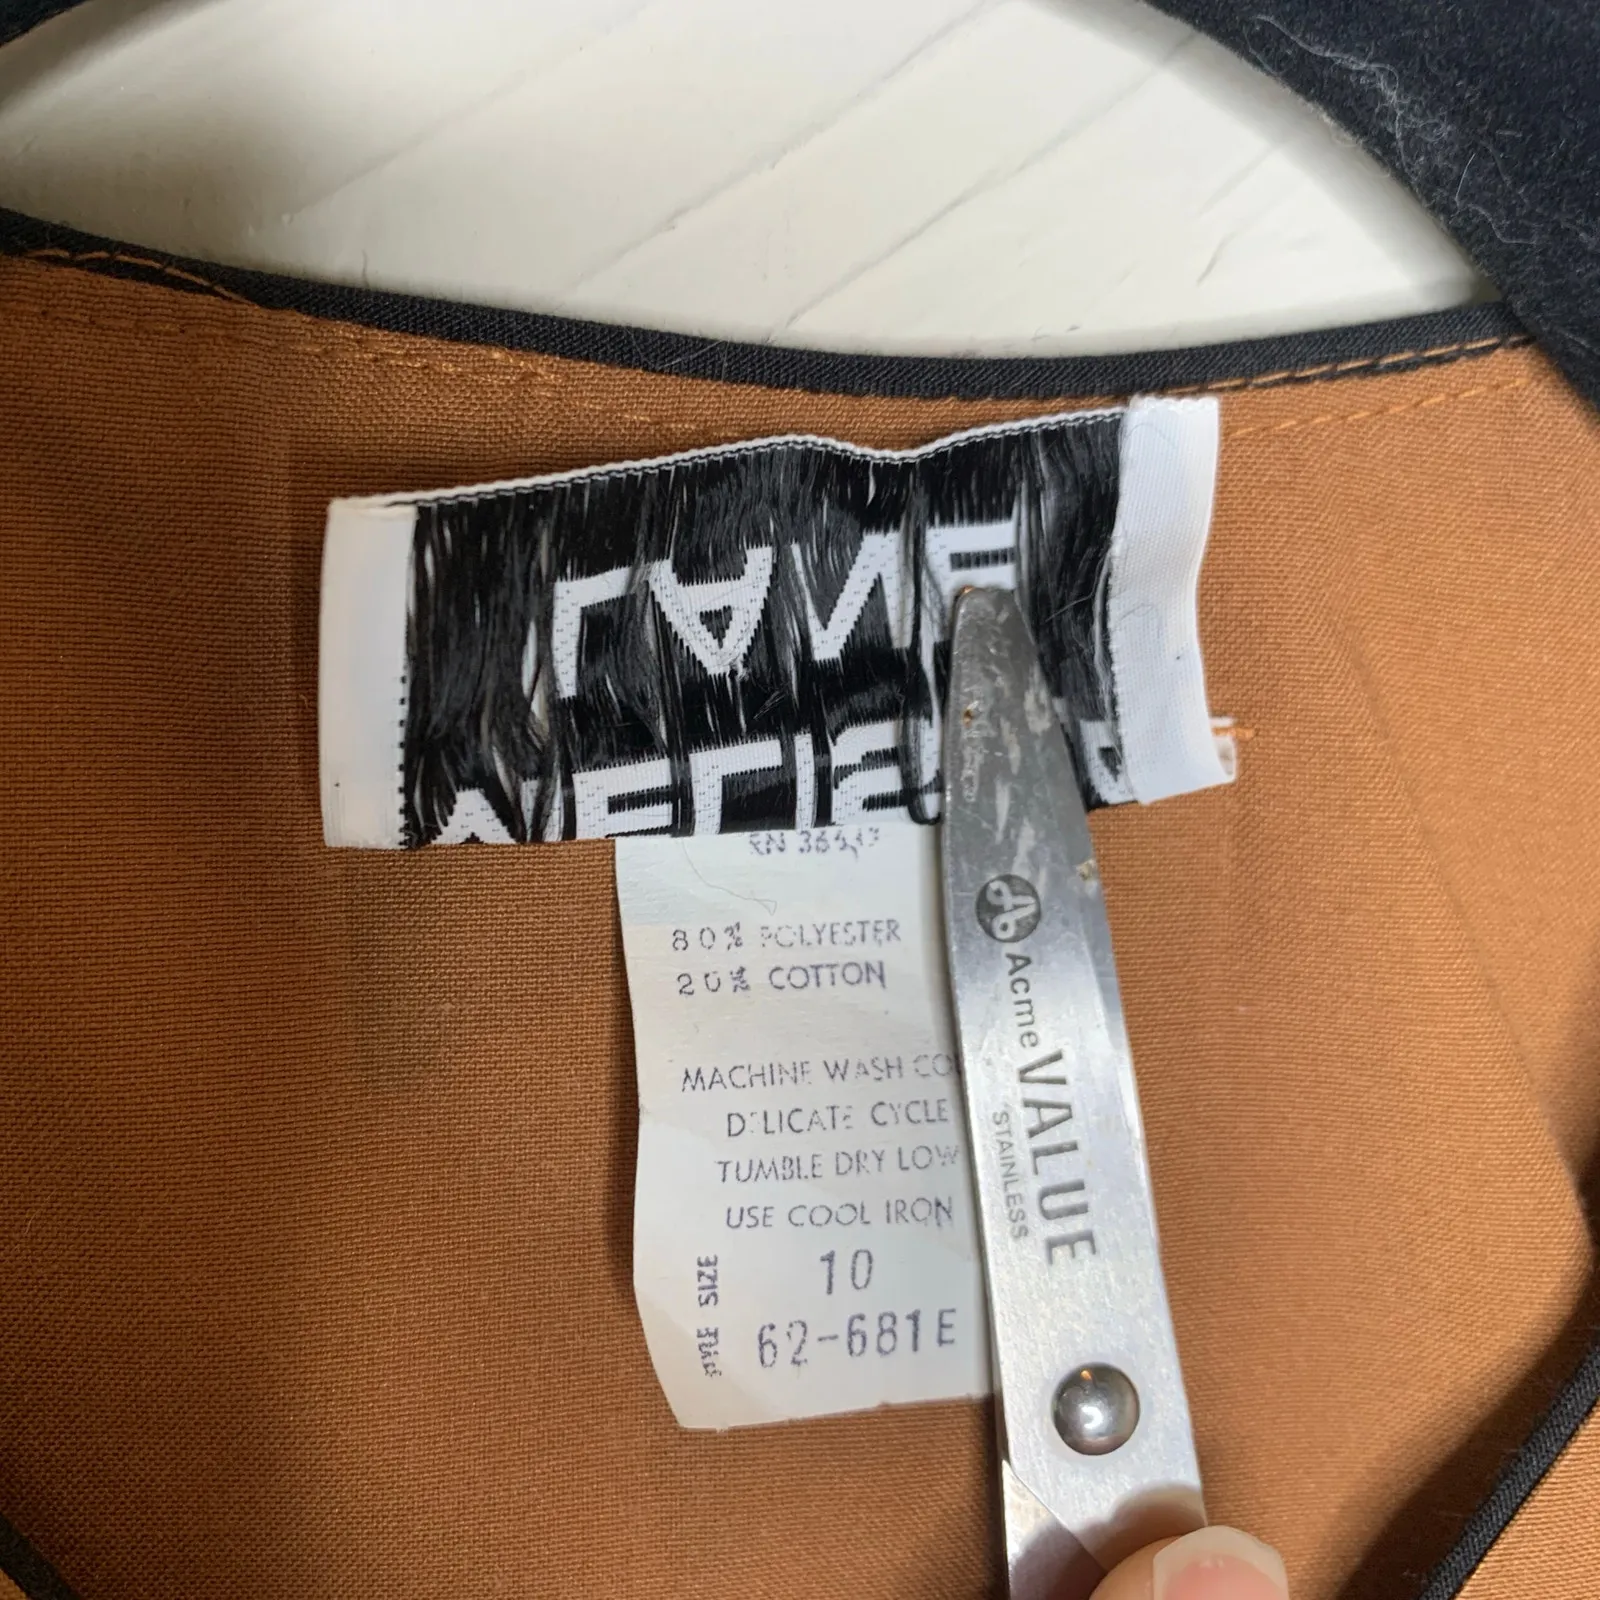 RN
80% POLYESTER
20% COTTON
MACHINE WASH
DELICATE CYCLE
TUMBLE DRY LOW
USE COOL IRON
SIZE 10
STYLE 62-681E
Acme VALUE
STAINLESS